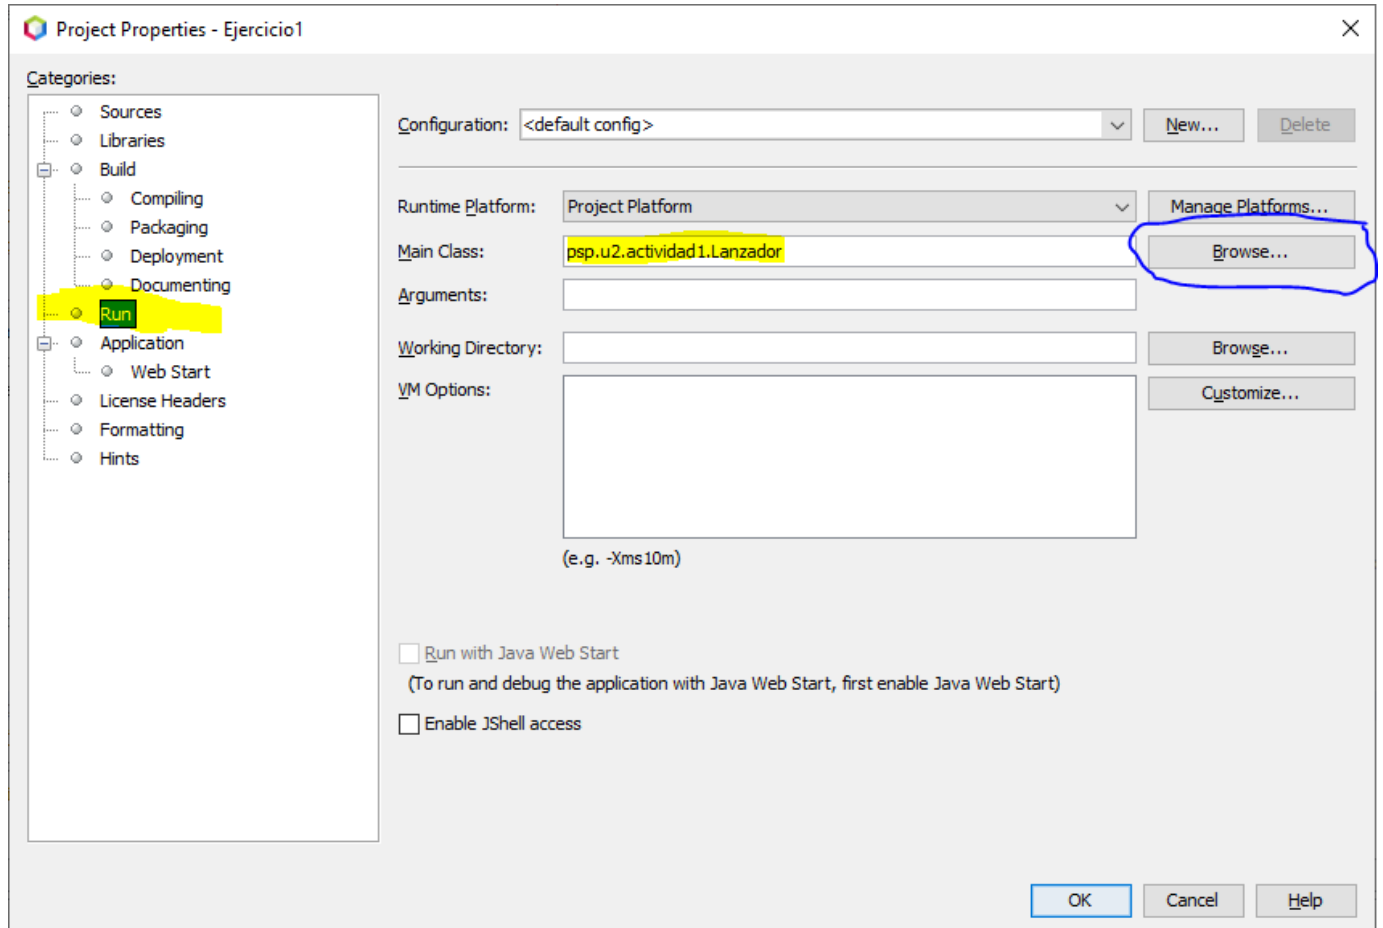 Project Properties - Ejercicio1
Categories:
Sources
Libraries
Build
Compiling
Packaging
Deployment
Documenting
Run
Application
Web Start
License Headers
Formatting
Hints
Configuration: <default config> New... Delete
Runtime Platform: Project Platform Manage Platforms...
Main Class: psp.u2.actividad1.Lanzador Browse...
Arguments:
Working Directory: Browse...
VM Options: Customize...
(e.g. -Xms10m)
Run with Java Web Start
(To run and debug the application with Java Web Start, first enable Java Web Start)
Enable JShell access
OK Cancel Help